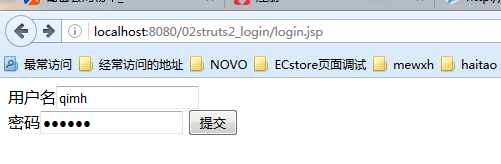 localhost:8080/02struts2_login/login.jsp
最常访问 经常访问的地址 NOVO ECstore页面调试 mewxh haitao
用户名 qimh
密码 ●●●●●● 提交